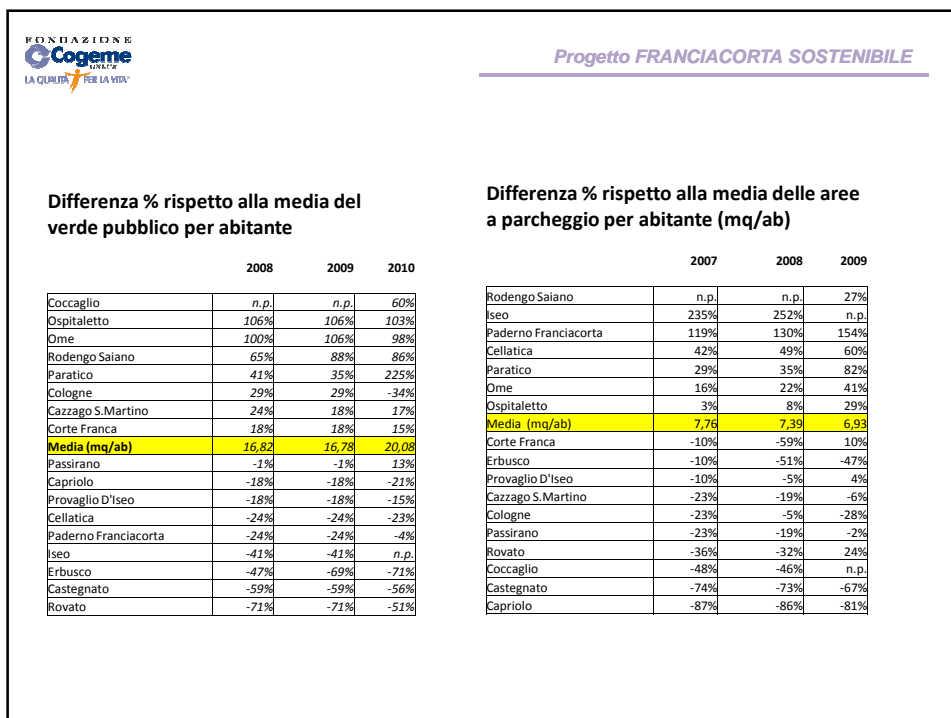 FONDAZIONE
Cogeme
ONLUS
LA QUALITÀ PER LA VITA
Progetto FRANCIACORTA SOSTENIBILE
Differenza % rispetto alla media del
verde pubblico per abitante
2008 2009 2010
Coccaglio n.p. n.p. 60%
Ospitaletto 106% 106% 103%
Ome 100% 106% 98%
Rodengo Saiano 65% 88% 86%
Paratico 41% 35% 225%
Cologne 29% 29% -34%
Cazzago S.Martino 24% 18% 17%
Corte Franca 18% 18% 15%
Media (mq/ab) 16,82 16,78 20,08
Passirano -1% -1% 13%
Capriolo -18% -18% -21%
Provaglio D'Iseo -18% -18% -15%
Cellatica -24% -24% -23%
Paderno Franciacorta -24% -24% -4%
Iseo -41% -41% n.p.
Erbusco -47% -69% -71%
Castegnato -59% -59% -56%
Rovato -71% -71% -51%
Differenza % rispetto alla media delle aree
a parcheggio per abitante (mq/ab)
2007 2008 2009
Rodengo Saiano n.p. n.p. 27%
Iseo 235% 252% n.p.
Paderno Franciacorta 119% 130% 154%
Cellatica 42% 49% 60%
Paratico 29% 35% 82%
Ome 16% 22% 41%
Ospitaletto 3% 8% 29%
Media (mq/ab) 7,76 7,39 6,93
Corte Franca -10% -59% 10%
Erbusco -10% -51% -47%
Provaglio D'Iseo -10% -5% 4%
Cazzago S.Martino -23% -19% -6%
Cologne -23% -5% -28%
Passirano -23% -19% -2%
Rovato -36% -32% 24%
Coccaglio -48% -46% n.p.
Castegnato -74% -73% -67%
Capriolo -87% -86% -81%